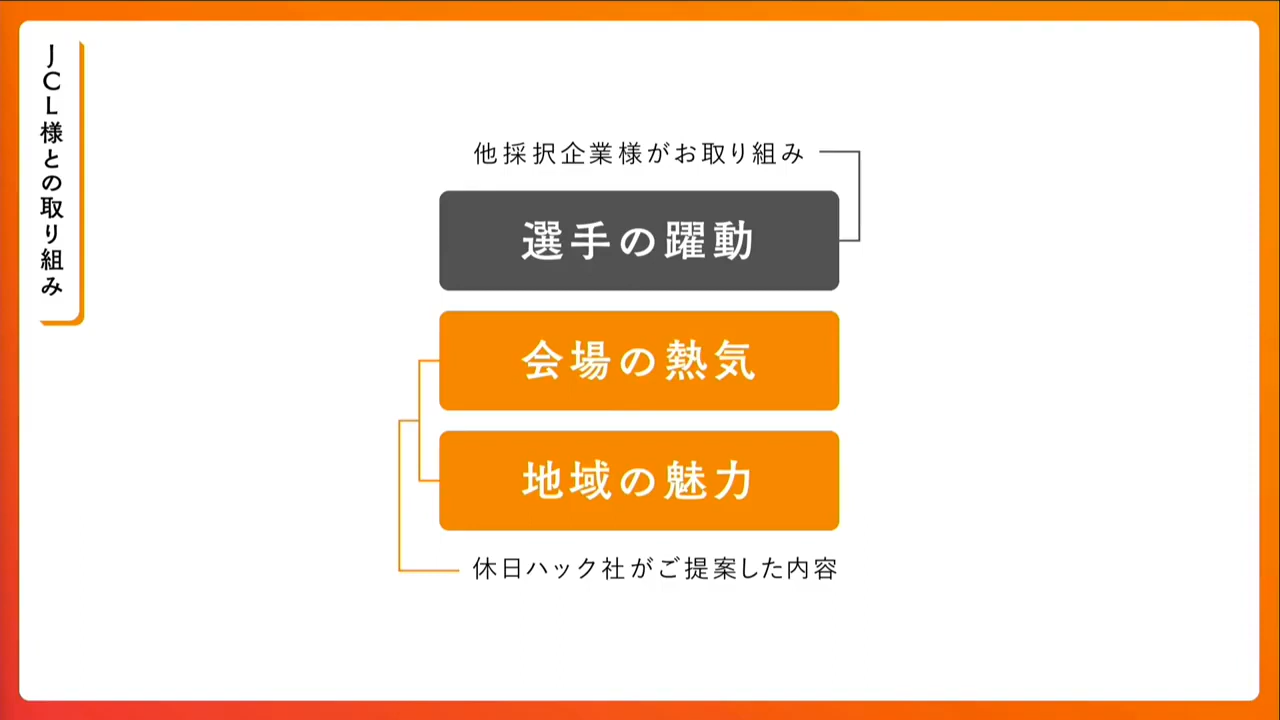 JCL様との取り組み
他採択企業様がお取り組み
選手の躍動
会場の熱気
地域の魅力
休日ハック社がご提案した内容